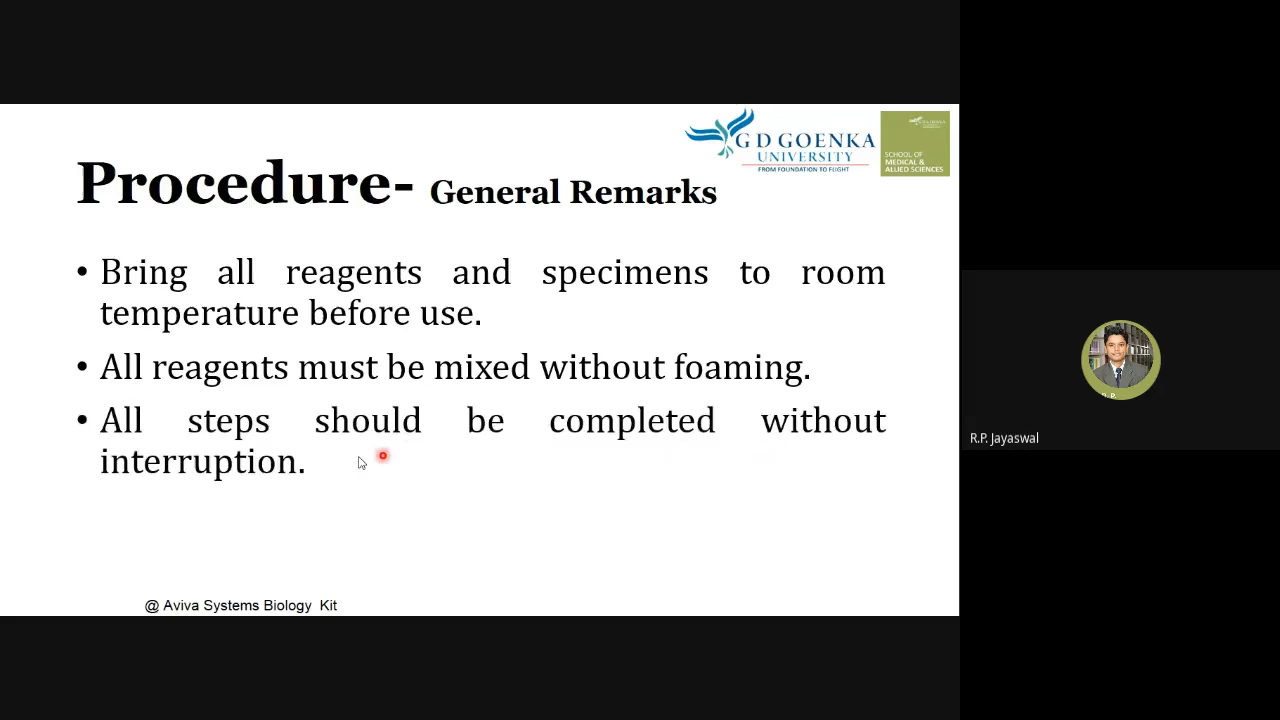 G D GOENKA
UNIVERSITY
FROM FOUNDATION TO FLIGHT
SCHOOL OF
MEDICAL &
ALLIED SCIENCES
Procedure- General Remarks
• Bring all reagents and specimens to room
temperature before use.
• All reagents must be mixed without foaming.
• All steps should be completed without
interruption.
@ Aviva Systems Biology Kit
R.P. Jayaswal